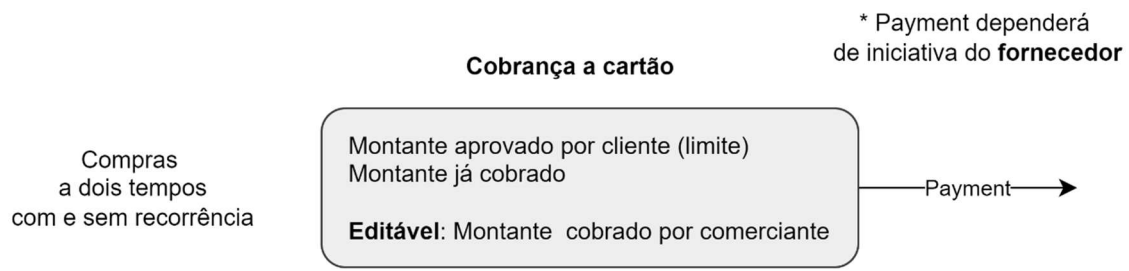 * Payment dependerá
de iniciativa do fornecedor
Cobrança a cartão
Compras
a dois tempos
com e sem recorrência
Montante aprovado por cliente (limite)
Montante já cobrado
Editável: Montante cobrado por comerciante
Payment